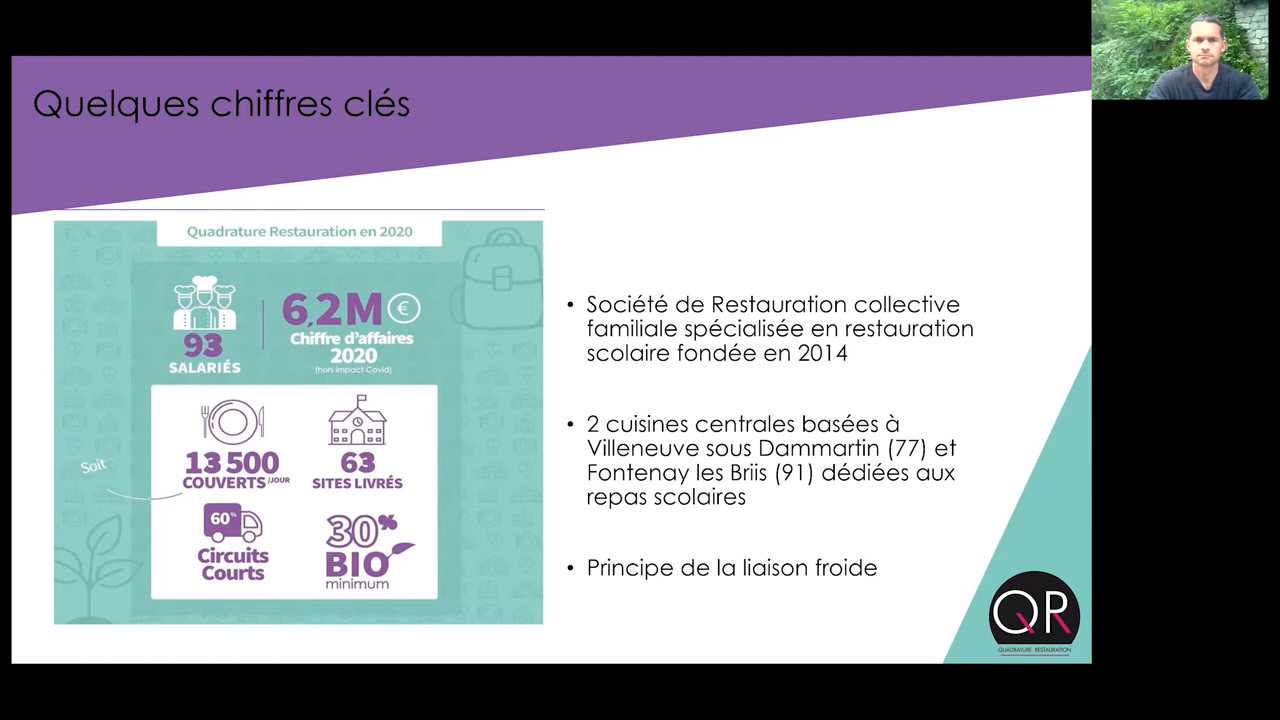 Quelques chiffres clés
Quadrature Restauration en 2020
93
SALARIÉS
6,2M €
Chiffre d'affaires
2020
(hors impact Covid)
Soit
13 500
COUVERTS /JOUR
63
SITES LIVRÉS
60%
Circuits
Courts
30%
BIO
minimum
• Société de Restauration collective
familiale spécialisée en restauration
scolaire fondée en 2014
• 2 cuisines centrales basées à
Villeneuve sous Dammartin (77) et
Fontenay les Briis (91) dédiées aux
repas scolaires
• Principe de la liaison froide
QR
QUADRATURE RESTAURATION